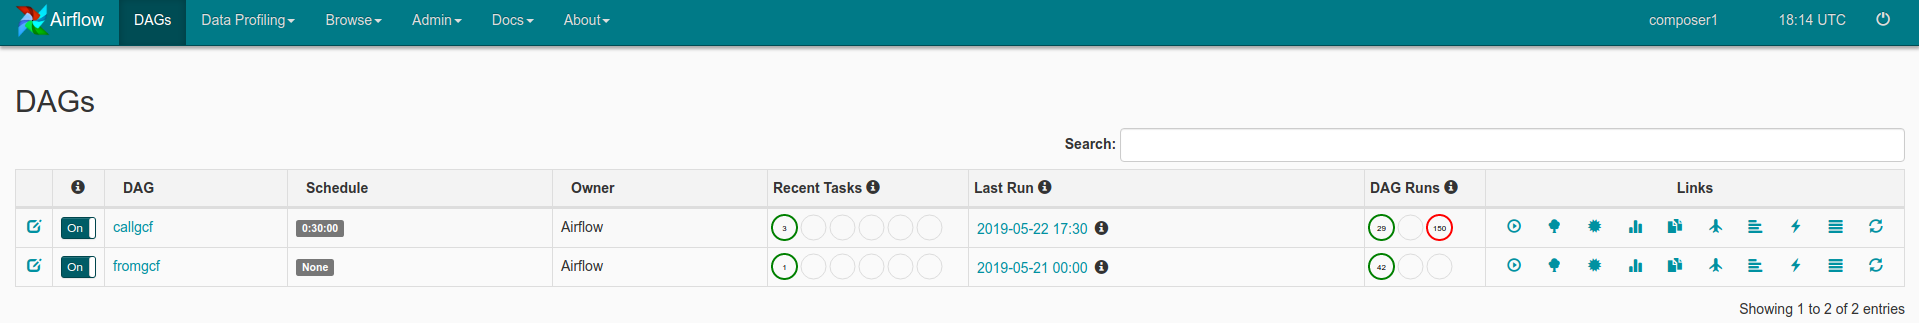 Airflow DAGs Data Profiling Browse Admin Docs About composer1 18:14 UTC
DAGs
Search:
DAG Schedule Owner Recent Tasks Last Run DAG Runs Links
On callgcf 0:30:00 Airflow 3 2019-05-22 17:30 29 150
On fromgcf None Airflow 1 2019-05-21 00:00 42
Showing 1 to 2 of 2 entries